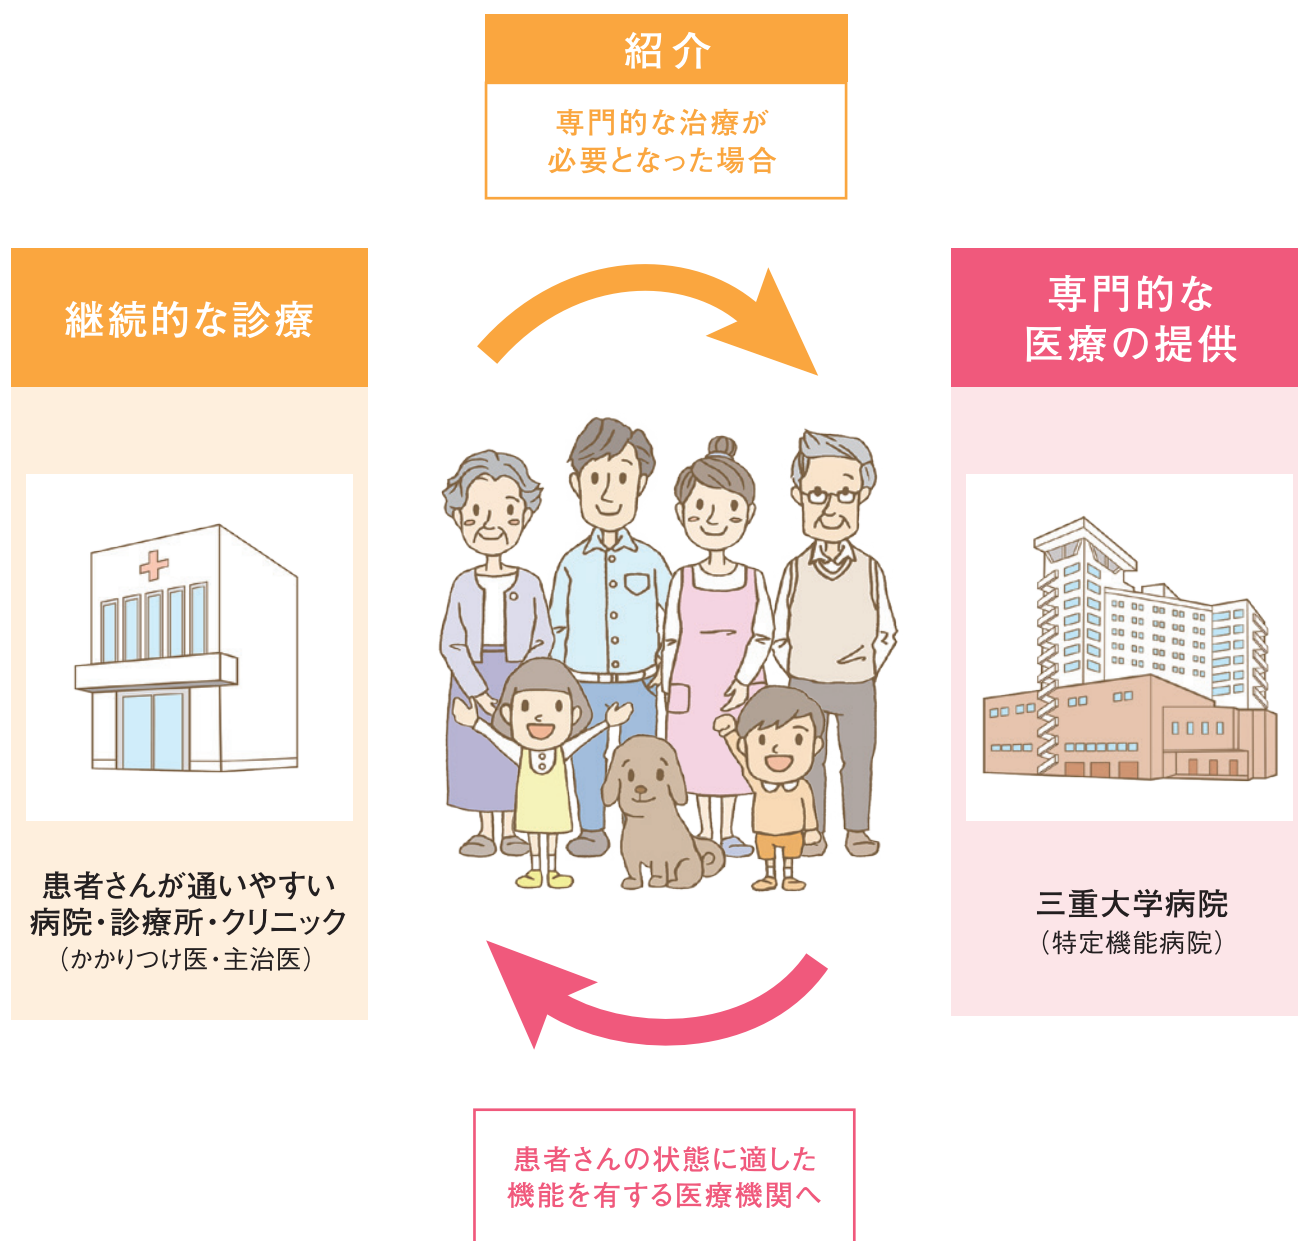 紹介
専門的な治療が
必要となった場合
継続的な診療
患者さんが通いやすい
病院・診療所・クリニック
（かかりつけ医・主治医）
専門的な
医療の提供
三重大学病院
（特定機能病院）
患者さんの状態に適した
機能を有する医療機関へ